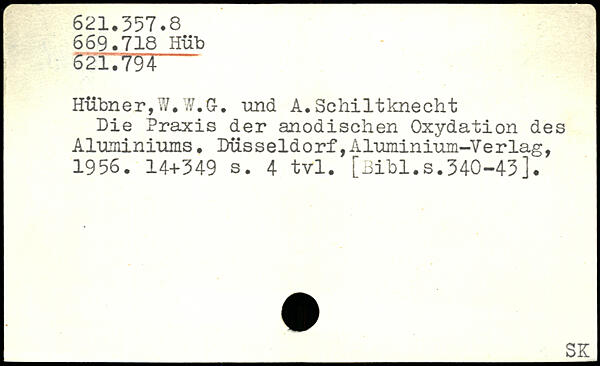 621.357.8
669.718 Hüb
621.794
Hübner,W.W.G. und A.Schiltknecht
Die Praxis der anodischen Oxydation des
Aluminiums. Düsseldorf,Aluminium-Verlag,
1956. 14+349 s. 4 tvl. [Bibl.s.340-43].
SK